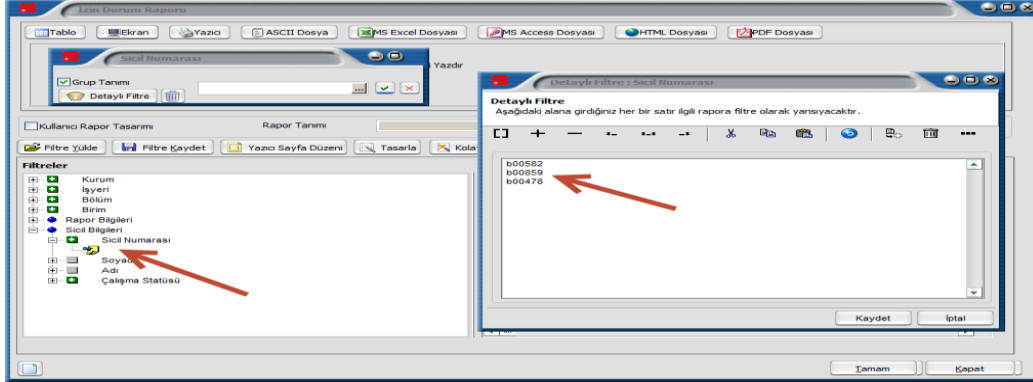 İzin Durum Raporu
Tablo Ekran Yazıcı ASCII Dosya MS Excel Dosyası MS Access Dosyası HTML Dosyası PDF Dosyası
Sicil Numarası
Yazdır
Grup Tanımı
Detaylı Filtre
Detaylı Filtre : Sicil Numarası
Detaylı Filtre
Aşağıdaki alana girdiğiniz her bir satır ilgili rapora filtre olarak yansıyacaktır.
Kullanıcı Rapor Tasarımı Rapor Tanımı
Filtre Yükle Filtre Kaydet Yazıcı Sayfa Düzeni Tasarla Kola
b00582
b00859
b00478
Filtreler
Kurum
İşyeri
Bölüm
Birim
Rapor Bilgileri
Sicil Bilgileri
Sicil Numarası
Adı
Çalışma Statüsü
Kaydet İptal
Tamam Kapat